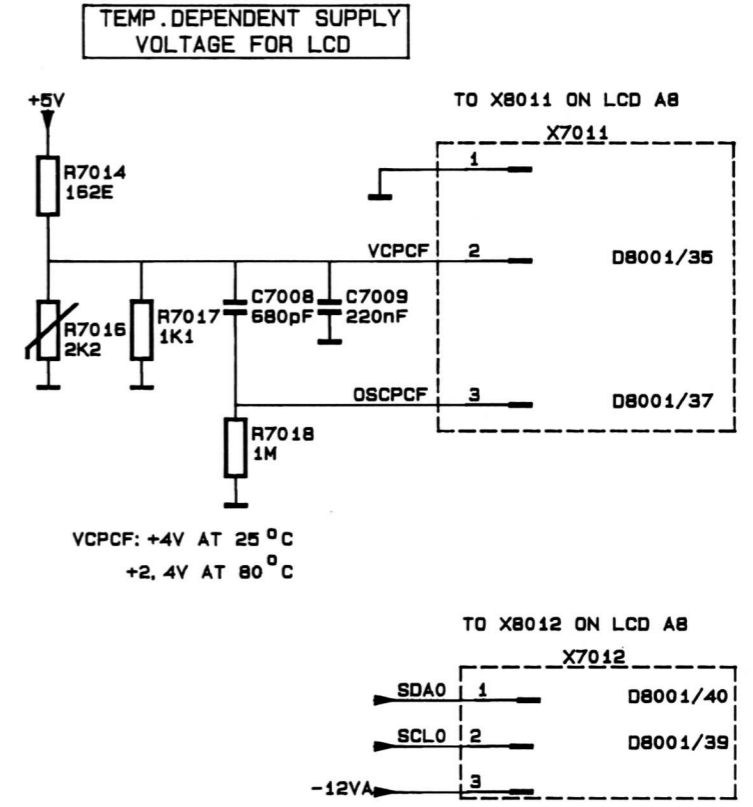 TEMP.DEPENDENT SUPPLY
VOLTAGE FOR LCD
+5V
TO X8011 ON LCD A8
X7011
R7014
162E
1
VCPCF
2
D8001/35
R7016
2K2
R7017
1K1
C7008
680pF
C7009
220nF
OSCPCF
3
D8001/37
R7018
1M
VCPCF: +4V AT 25 °C
+2, 4V AT 80 °C
TO X8012 ON LCD A8
X7012
SDA0
1
D8001/40
SCL0
2
D8001/39
-12VA
3